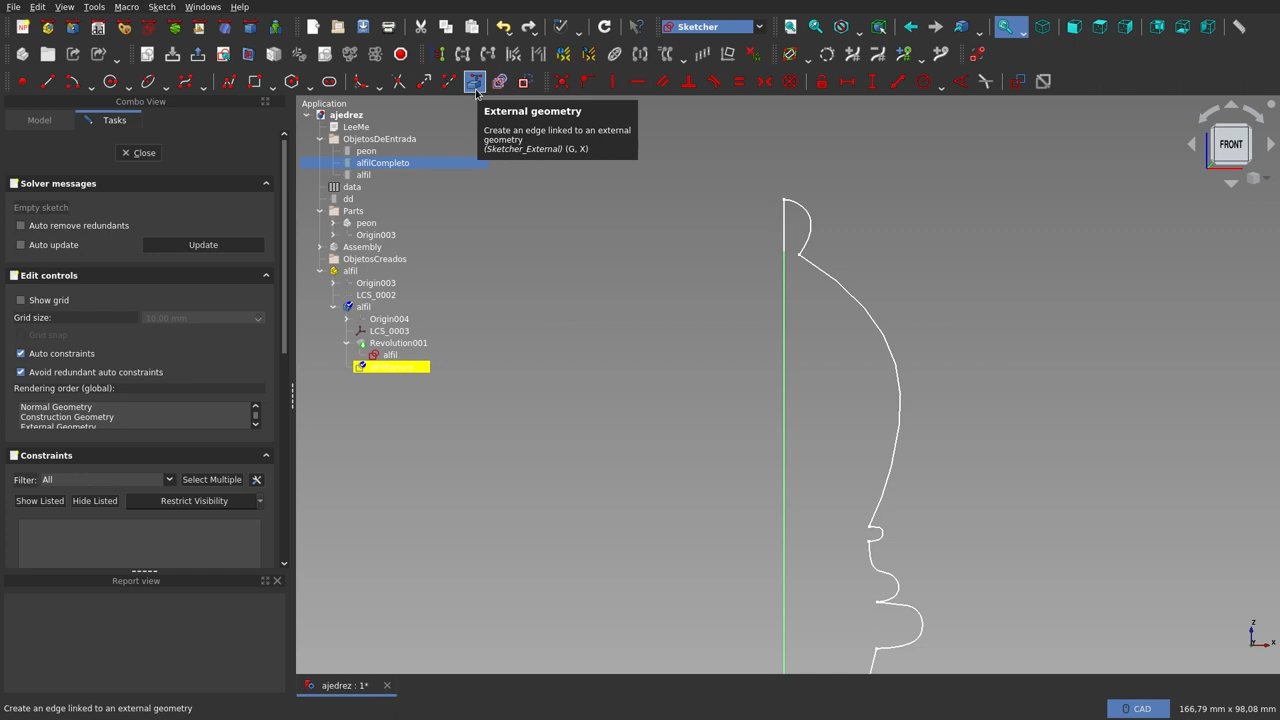 File Edit View Tools Macro Sketch Windows Help
Sketcher
Combo View
Model Tasks
Close
Solver messages
Empty sketch
Auto remove redundants
Auto update Update
Edit controls
Show grid
Grid size: 10,00 mm
Grid snap
Auto constraints
Avoid redundant auto constraints
Rendering order (global):
Normal Geometry
Construction Geometry
External Geometry
Constraints
Filter: All Select Multiple
Show Listed Hide Listed Restrict Visibility
Report view
Application
ajedrez
LeeMe
ObjetosDeEntrada
peon
alfilCompleto
alfil
data
dd
Parts
peon
Origin003
Assembly
ObjetosCreados
alfil
Origin003
LCS_0002
alfil
Origin004
LCS_0003
Revolution001
alfil
External geometry
Create an edge linked to an external
geometry
(Sketcher_External) (G, X)
FRONT
Z
X
ajedrez : 1*
Create an edge linked to an external geometry
CAD 166,79 mm x 98,08 mm